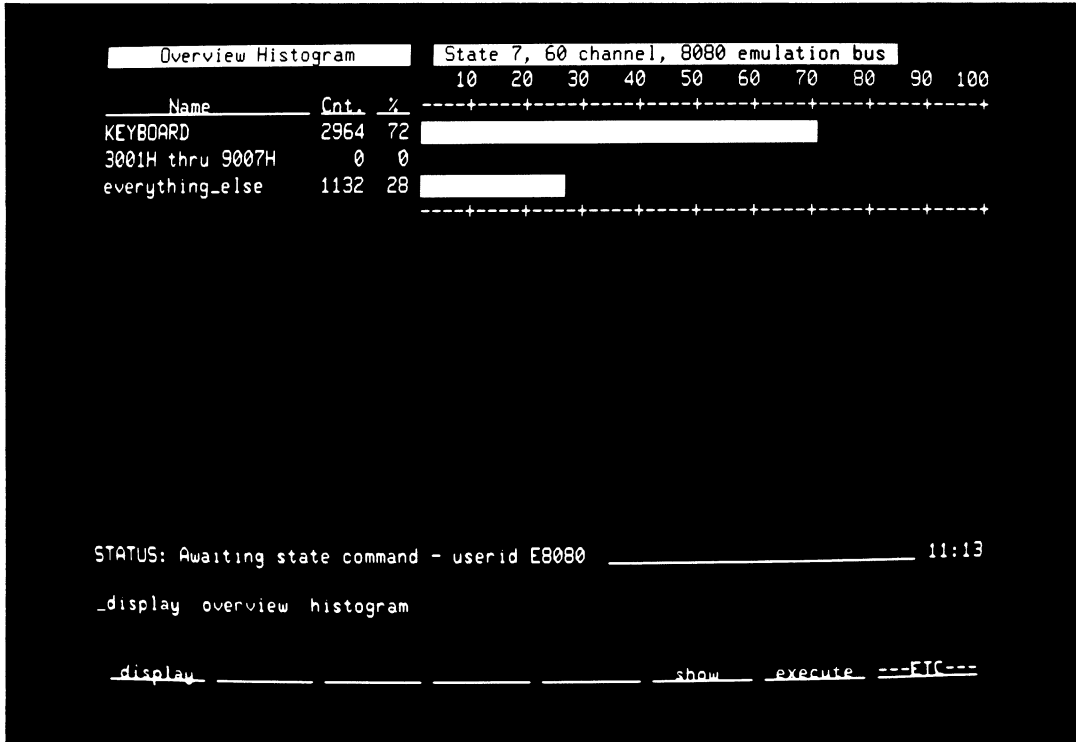 Overview Histogram State 7, 60 channel, 8080 emulation bus
10 20 30 40 50 60 70 80 90 100
Name Cnt. % ----+----+----+----+----+----+----+----+----+----+
KEYBOARD 2964 72
3001H thru 9007H 0 0
everything_else 1132 28
----+----+----+----+----+----+----+----+----+----+
STATUS: Awaiting state command - userid E8080 11:13
_display overview histogram
display show execute ---ETC---